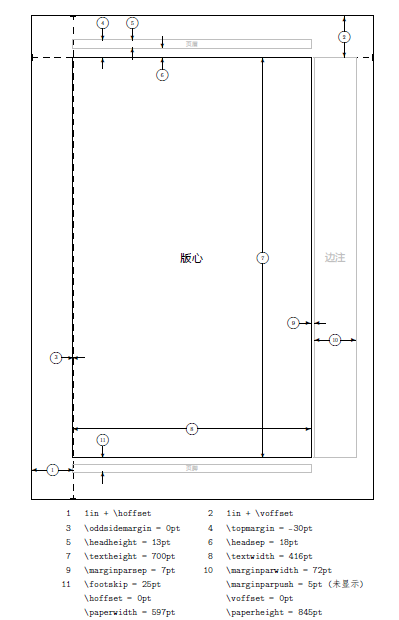 4
5
页眉
2
6
版心
7
边注
9
10
3
8
11
页脚
1
1 1in + \hoffset 2 1in + \voffset
3 \oddsidemargin = 0pt 4 \topmargin = -30pt
5 \headheight = 13pt 6 \headsep = 18pt
7 \textheight = 700pt 8 \textwidth = 416pt
9 \marginparsep = 7pt 10 \marginparwidth = 72pt
11 \footskip = 25pt \marginparpush = 5pt (未显示)
\hoffset = 0pt \voffset = 0pt
\paperwidth = 597pt \paperheight = 845pt